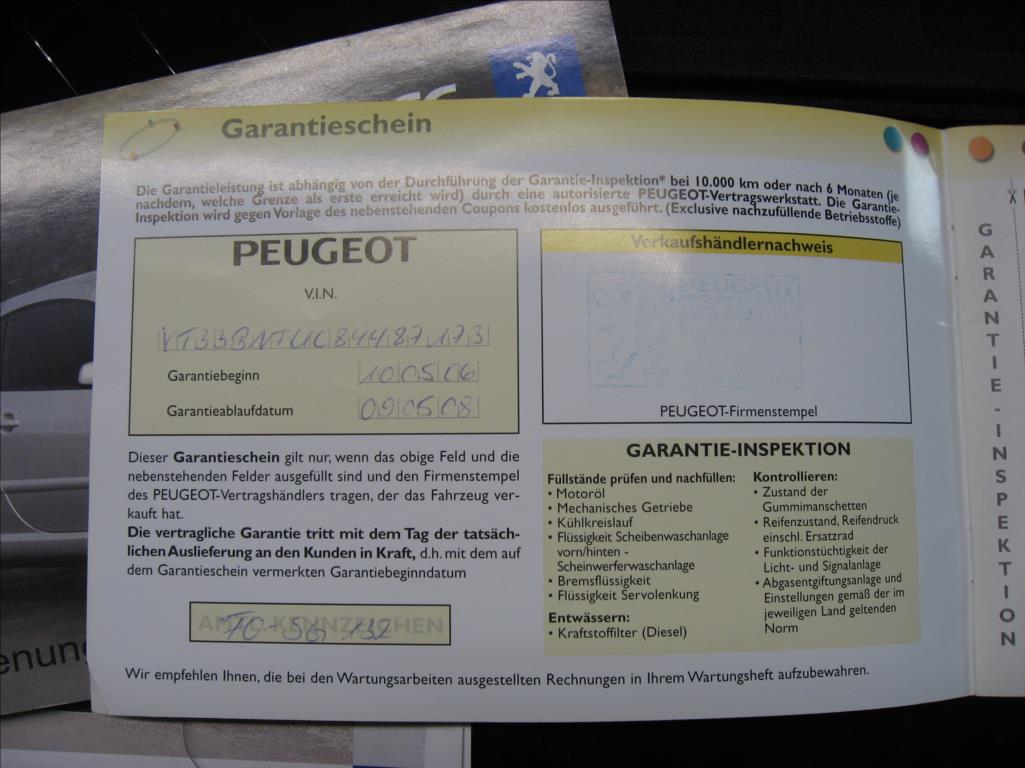 Garantieschein
Die Garantieleistung ist abhängig von der Durchführung der Garantie-Inspektion* bei 10.000 km oder nach 6 Monaten (je
nachdem, welche Grenze als erste erreicht wird) durch eine autorisierte PEUGEOT-Vertragswerkstatt. Die Garantie-
Inspektion wird gegen Vorlage des nebenstehenden Coupons kostenlos ausgeführt. (Exclusive nachzufüllende Betriebsstoffe)
PEUGEOT
V.I.N.
Garantiebeginn 10 05 06
Garantieablaufdatum 09 05 08
Verkaufshändlernachweis
PEUGEOT
PEUGEOT-Firmenstempel
Dieser Garantieschein gilt nur, wenn das obige Feld und die
nebenstehenden Felder ausgefüllt sind und den Firmenstempel
des PEUGEOT-Vertragshändlers tragen, der das Fahrzeug ver-
kauft hat.
Die vertragliche Garantie tritt mit dem Tag der tatsäch-
lichen Auslieferung an den Kunden in Kraft, d.h. mit dem auf
dem Garantieschein vermerkten Garantiebeginndatum
GARANTIE-INSPEKTION
Füllstände prüfen und nachfüllen:
• Motoröl
• Mechanisches Getriebe
• Kühlkreislauf
• Flüssigkeit Scheibenwaschanlage
vorn/hinten -
Scheinwerferwaschanlage
• Bremsflüssigkeit
• Flüssigkeit Servolenkung
Entwässern:
• Kraftstoffilter (Diesel)
Kontrollieren:
• Zustand der
Gummimanschetten
• Reifenzustand, Reifendruck
einschl. Ersatzrad
• Funktionstüchtigkeit der
Licht- und Signalanlage
• Abgasentgiftungsanlage und
Einstellungen gemäß der im
jeweiligen Land geltenden
Norm
Wir empfehlen Ihnen, die bei den Wartungsarbeiten ausgestellten Rechnungen in Ihrem Wartungsheft aufzubewahren.
GARANTIE-INSPEKTION